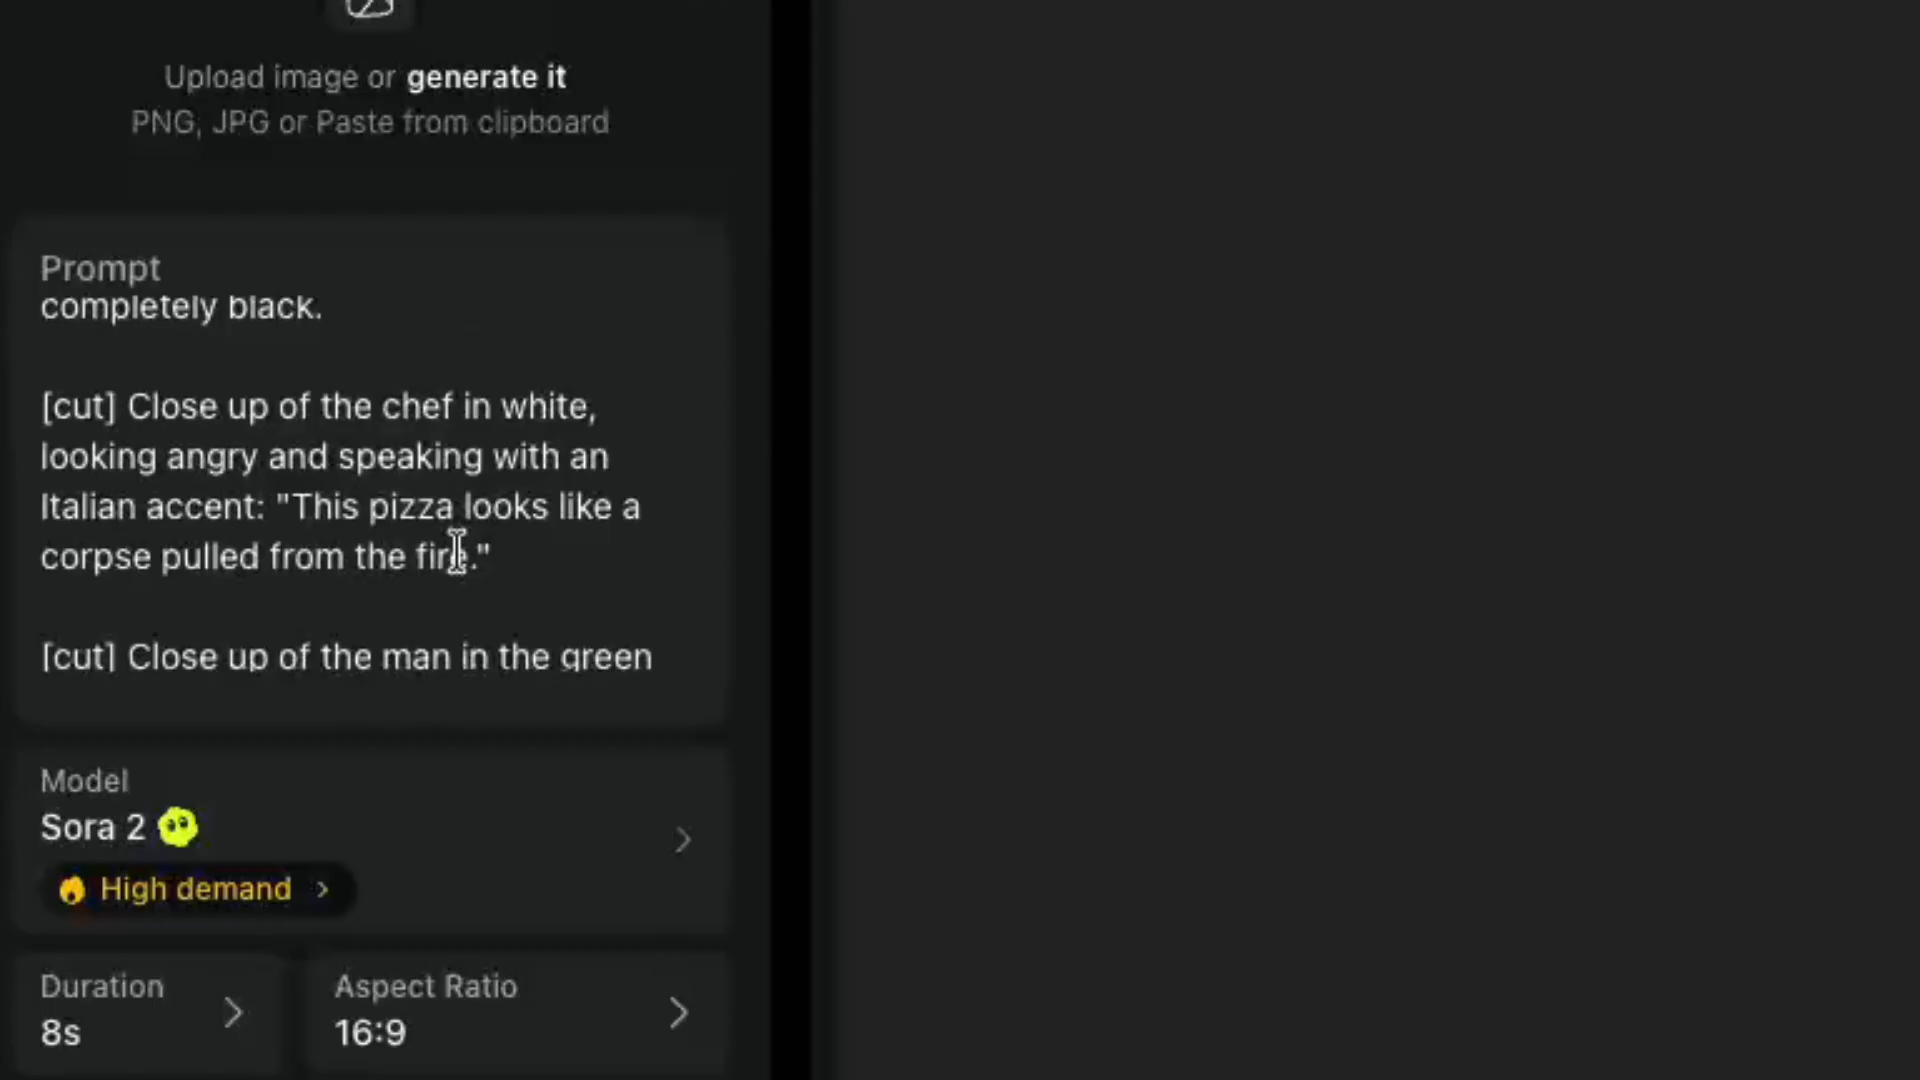 Upload image or generate it
PNG, JPG or Paste from clipboard
Prompt
completely black.
[cut] Close up of the chef in white,
looking angry and speaking with an
Italian accent: "This pizza looks like a
corpse pulled from the fire."
[cut] Close up of the man in the green
Model
Sora 2
High demand
Duration
8s
Aspect Ratio
16:9